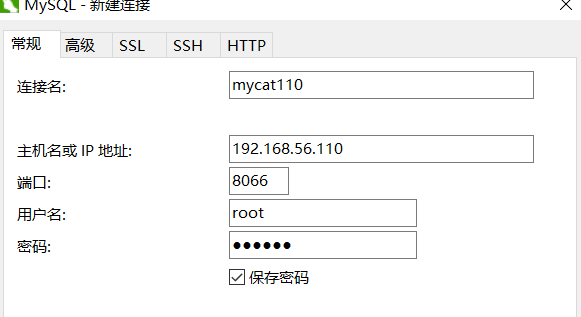 MySQL - 新建连接
常规 高级 SSL SSH HTTP
连接名: mycat110
主机名或 IP 地址: 192.168.56.110
端口: 8066
用户名: root
密码: ●●●●●●
保存密码